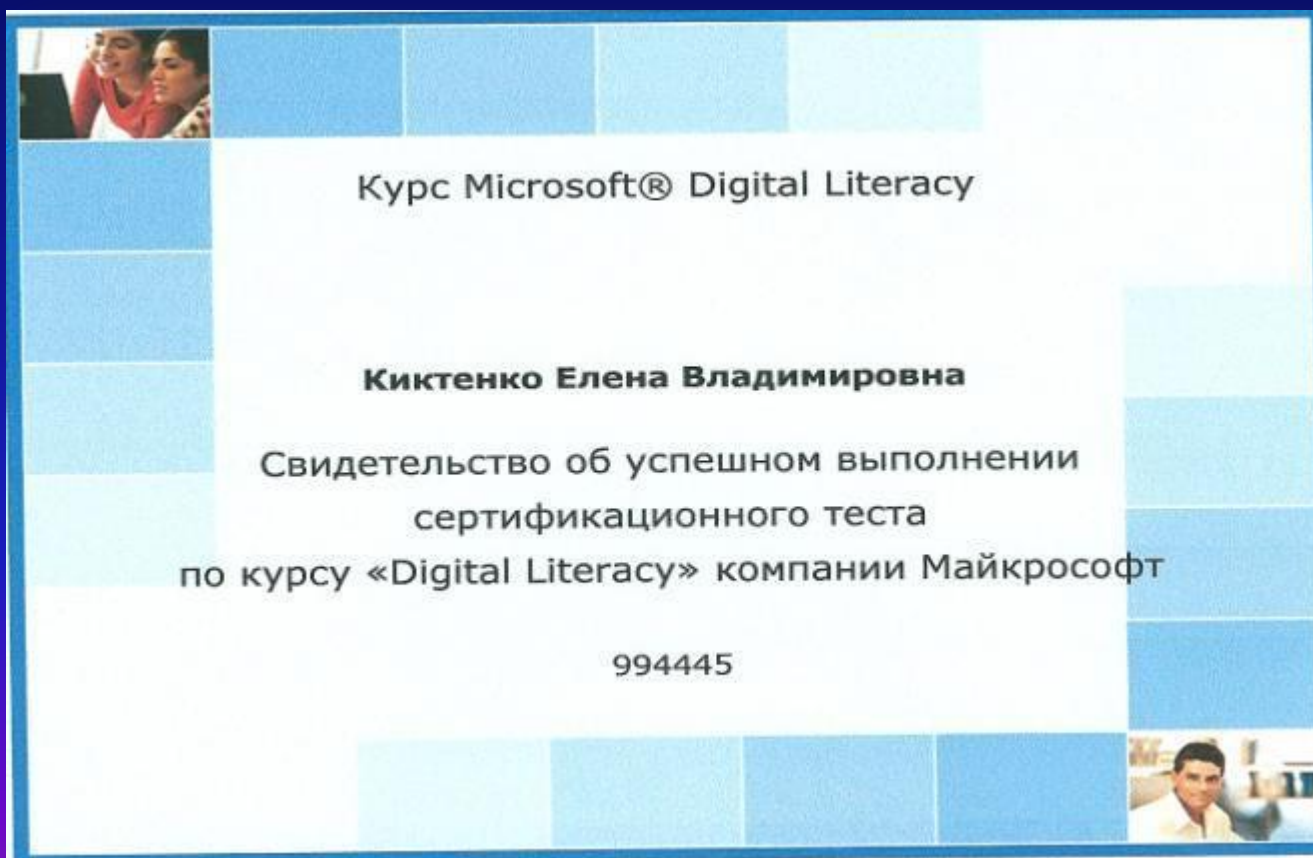 Курс Microsoft® Digital Literacy
Киктенко Елена Владимировна
Свидетельство об успешном выполнении
сертификационного теста
по курсу «Digital Literacy» компании Майкрософт
994445